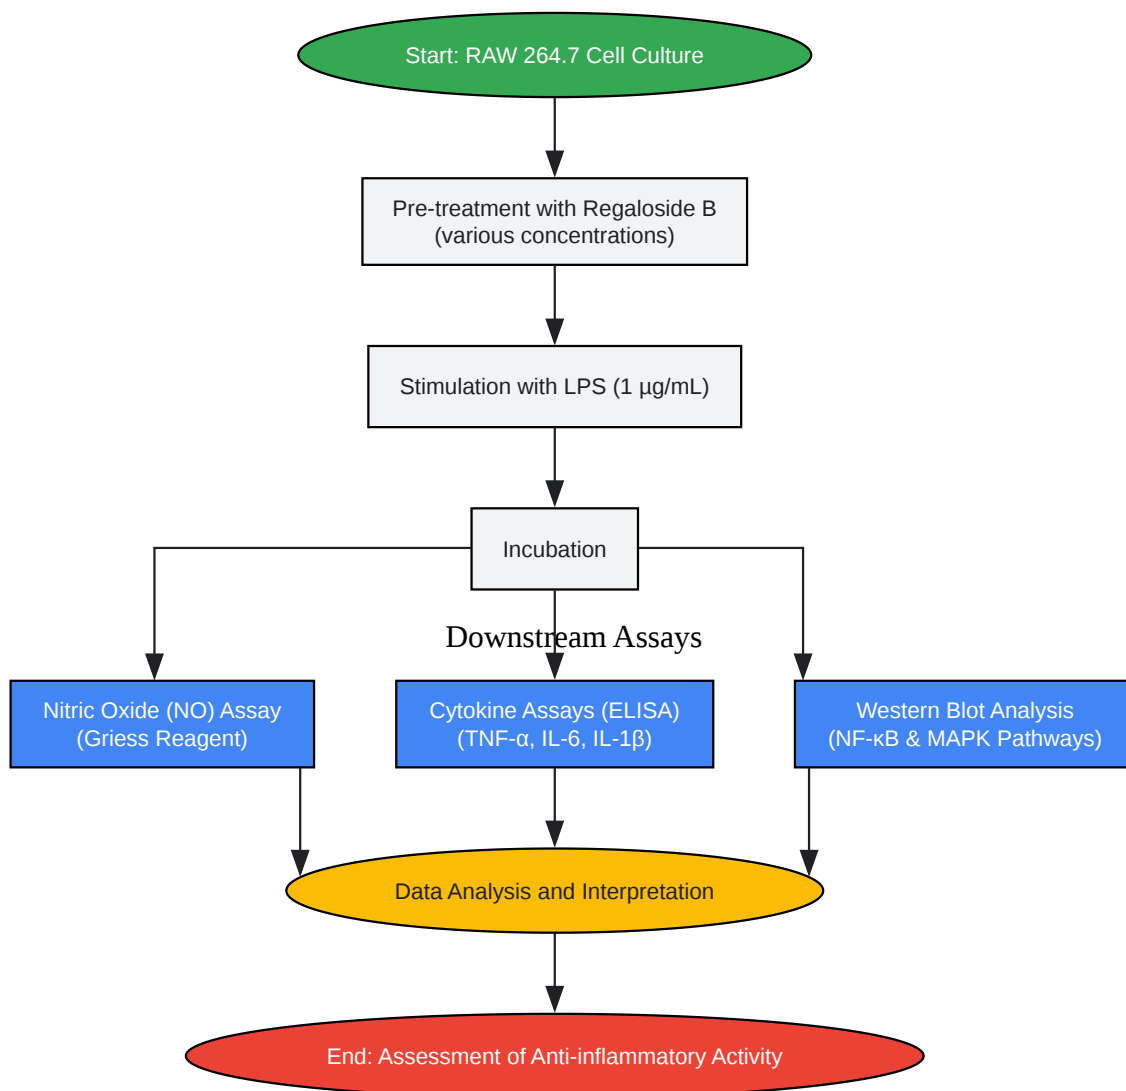 Start: RAW 264.7 Cell Culture
Pre-treatment with Regaloside B
(various concentrations)
Stimulation with LPS (1 µg/mL)
Incubation
Downstream Assays
Nitric Oxide (NO) Assay
(Griess Reagent)
Cytokine Assays (ELISA)
(TNF-α, IL-6, IL-1β)
Western Blot Analysis
(NF-κB & MAPK Pathways)
Data Analysis and Interpretation
End: Assessment of Anti-inflammatory Activity